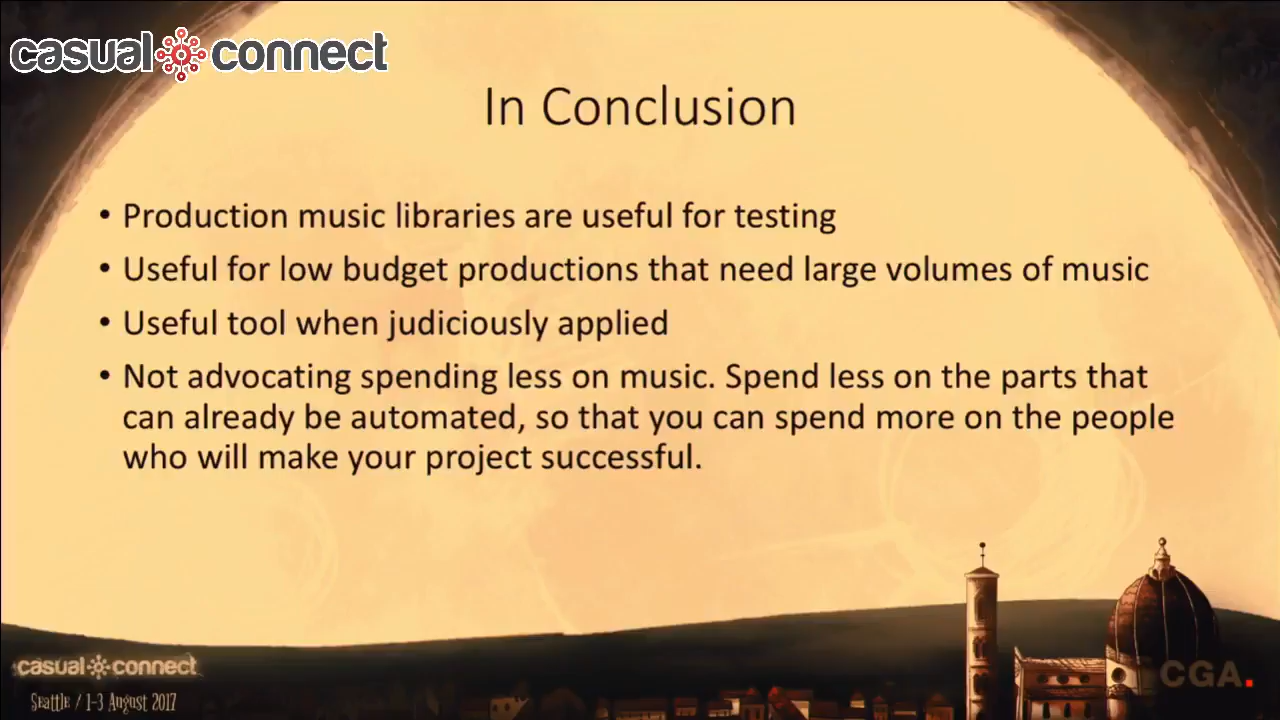 casual connect
In Conclusion
• Production music libraries are useful for testing
• Useful for low budget productions that need large volumes of music
• Useful tool when judiciously applied
• Not advocating spending less on music. Spend less on the parts that
can already be automated, so that you can spend more on the people
who will make your project successful.
casual connect
Seattle / 1-3 August 2017
CGA.